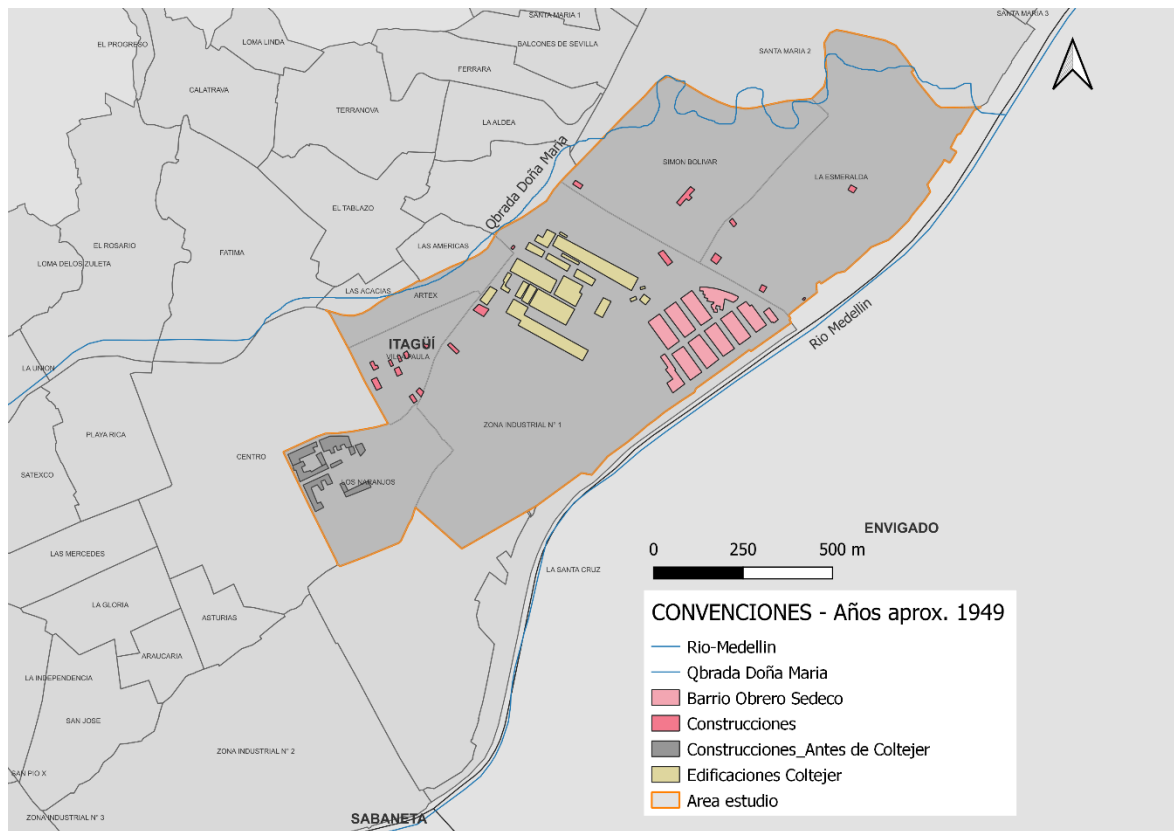 SANTA MARIA 1
SANTA MARIA 3
EL PROGRESO
LOMA LINDA
BALCONES DE SEVILLA
SANTA MARIA 2
FERRARA
CALATRAVA
TERRANOVA
LA ALDEA
Qbrada Doña Maria
SIMON BOLIVAR
LA ESMERALDA
EL TABLAZO
EL ROSARIO
LAS AMERICAS
FATIMA
LOMA DE LOS ZULETA
LAS ACACIAS
ARTEX
Rio Medellin
ITAGÜÍ
LA UNION
ZONA INDUSTRIAL N° 1
PLAYA RICA
CENTRO
SATEXCO
LOS NARANJOS
ENVIGADO
LAS MERCEDES
0 250 500 m
LA SANTA CRUZ
LA GLORIA
ASTURIAS
ARAUCARIA
LA INDEPENDENCIA
SAN JOSE
ZONA INDUSTRIAL N° 2
SAN PIO X
ZONA INDUSTRIAL N° 3
SABANETA
CONVENCIONES - Años aprox. 1949
Rio-Medellin
Qbrada Doña Maria
Barrio Obrero Sedeco
Construcciones
Construcciones_Antes de Coltejer
Edificaciones Coltejer
Area estudio